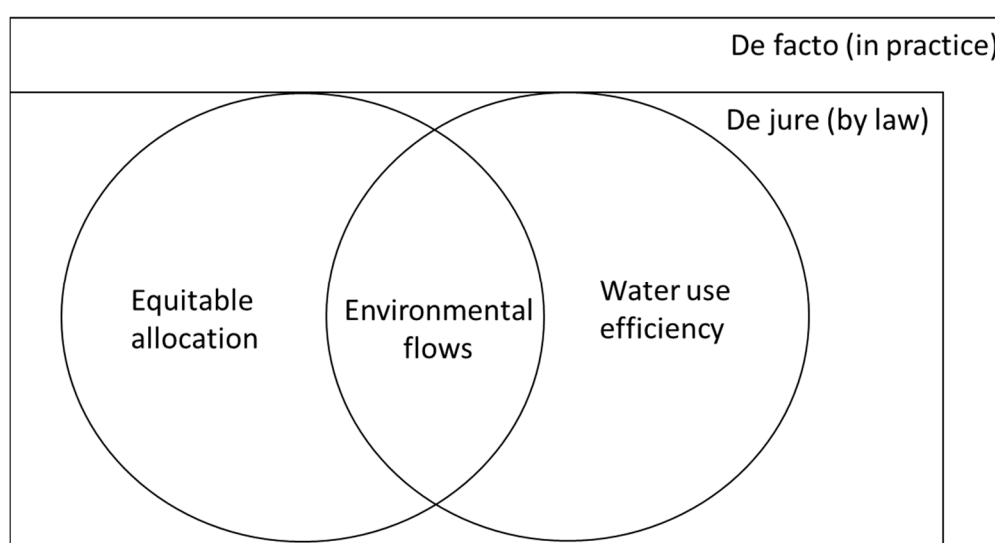 De facto (in practice)
De jure (by law)
Equitable
allocation
Environmental
flows
Water use
efficiency